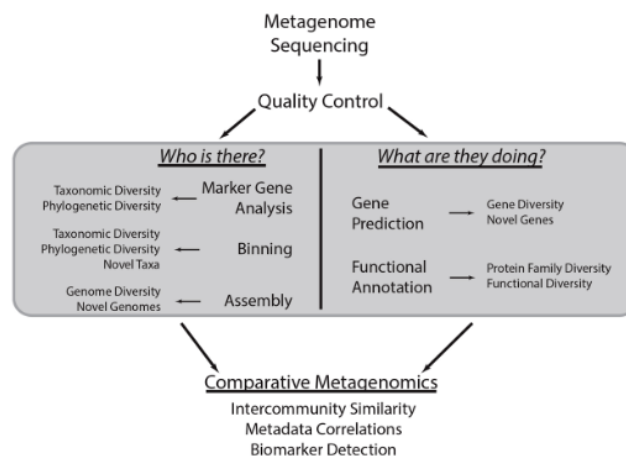 Metagenome
Sequencing
Quality Control
Who is there?
Taxonomic Diversity
Phylogenetic Diversity
Marker Gene
Analysis
Taxonomic Diversity
Phylogenetic Diversity
Novel Taxa
Binning
Genome Diversity
Novel Genomes
Assembly
What are they doing?
Gene
Prediction
Gene Diversity
Novel Genes
Functional
Annotation
Protein Family Diversity
Functional Diversity
Comparative Metagenomics
Intercommunity Similarity
Metadata Correlations
Biomarker Detection